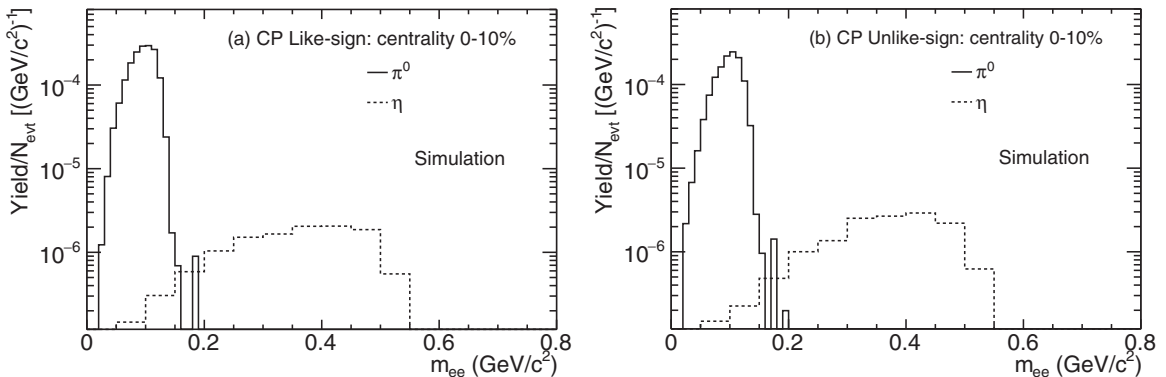 Yield/N_evt [(GeV/c²)⁻¹]
(a) CP Like-sign: centrality 0-10%
π⁰
η
Simulation
10⁻⁴
10⁻⁵
10⁻⁶
0 0.2 0.4 0.6 0.8
m_ee (GeV/c²)
Yield/N_evt [(GeV/c²)⁻¹]
(b) CP Unlike-sign: centrality 0-10%
π⁰
η
Simulation
10⁻⁴
10⁻⁵
10⁻⁶
0 0.2 0.4 0.6 0.8
m_ee (GeV/c²)